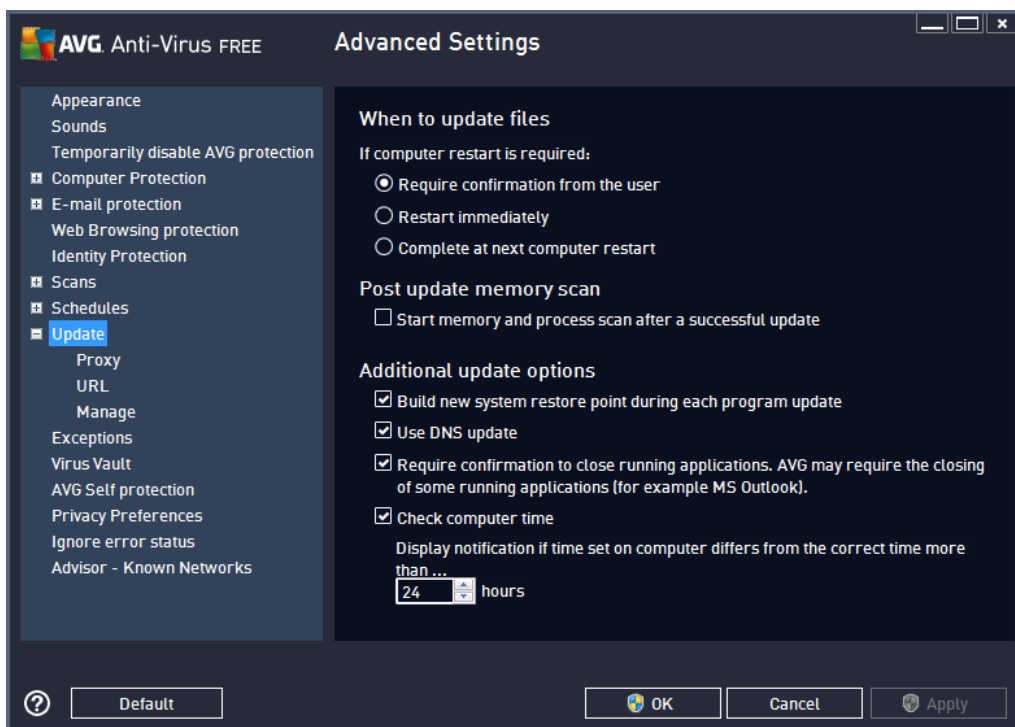 AVG. Anti-Virus FREE
Advanced Settings
Appearance
Sounds
Temporarily disable AVG protection
Computer Protection
E-mail protection
Web Browsing protection
Identity Protection
Scans
Schedules
Update
Proxy
URL
Manage
Exceptions
Virus Vault
AVG Self protection
Privacy Preferences
Ignore error status
Advisor - Known Networks
When to update files
If computer restart is required:
Require confirmation from the user
Restart immediately
Complete at next computer restart
Post update memory scan
Start memory and process scan after a successful update
Additional update options
Build new system restore point during each program update
Use DNS update
Require confirmation to close running applications. AVG may require the closing
of some running applications (for example MS Outlook).
Check computer time
Display notification if time set on computer differs from the correct time more
than ...
24 hours
? Default OK Cancel Apply